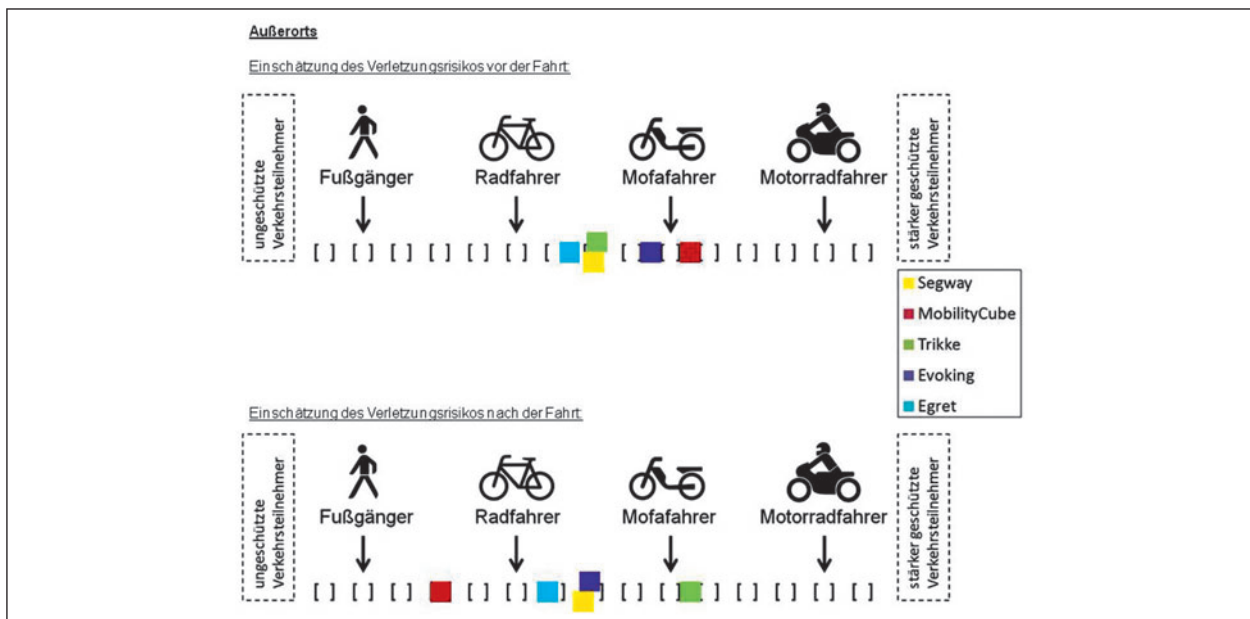 Außerorts
Einschätzung des Verletzungsrisikos vor der Fahrt:
ungeschützte
Verkehrsteilnehmer
Fußgänger
Radfahrer
Mofafahrer
Motorradfahrer
stärker geschützte
Verkehrsteilnehmer
[ ] [ ] [ ] [ ] [ ] [ ] [ ] [ ] [ ] [ ] [ ] [ ] [ ] [ ] [ ]
Segway
MobilityCube
Trikke
Evoking
Egret
Einschätzung des Verletzungsrisikos nach der Fahrt:
ungeschützte
Verkehrsteilnehmer
Fußgänger
Radfahrer
Mofafahrer
Motorradfahrer
stärker geschützte
Verkehrsteilnehmer
[ ] [ ] [ ] [ ] [ ] [ ] [ ] [ ] [ ] [ ] [ ] [ ] [ ] [ ] [ ]